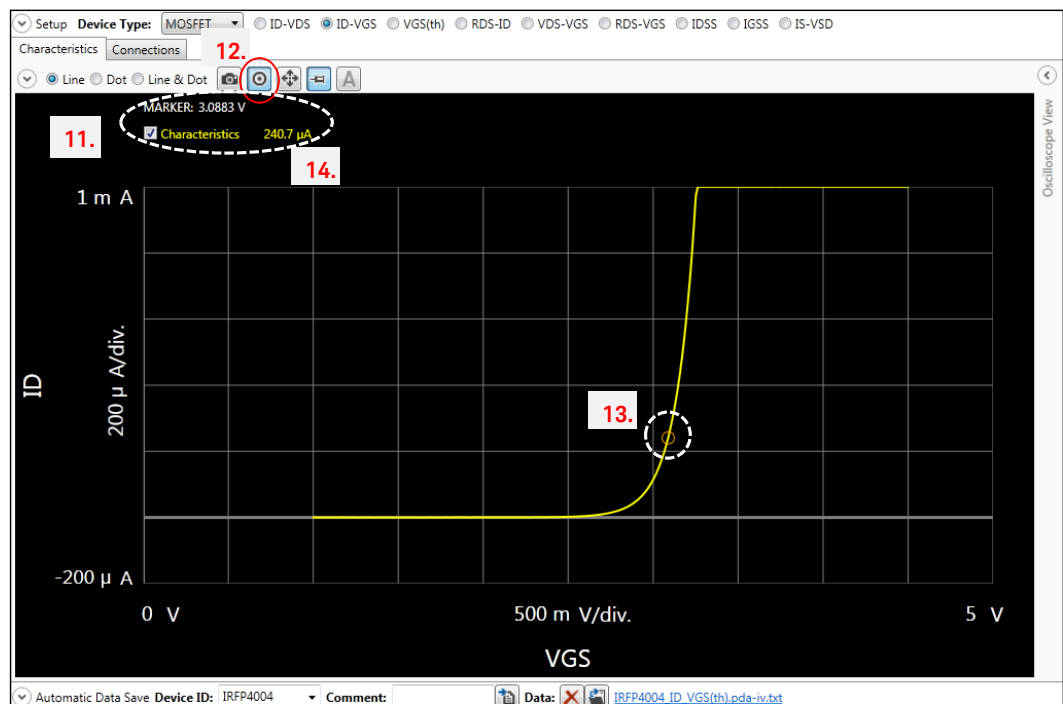 Setup Device Type: MOSFET ID-VDS ID-VGS VGS(th) RDS-ID VDS-VGS RDS-VGS IDSS IGSS IS-VSD
Characteristics Connections
12.
Line Dot Line & Dot A
MARKER: 3.0883 V
11.
Characteristics 240.7 µA
14.
Oscilloscope View
1 m A
200 µ A/div.
ID
13.
-200 µ A
0 V 500 m V/div. 5 V
VGS
Automatic Data Save Device ID: IRFP4004 Comment: Data: IRFP4004_ID_VGS(th).pda-iv.txt